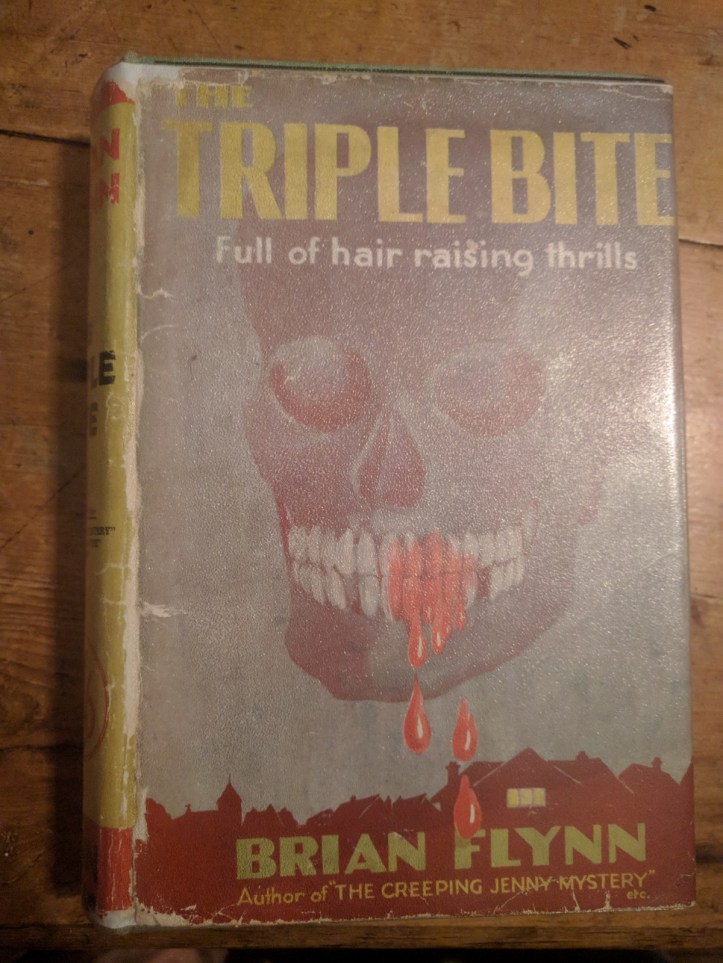 THE
TRIPLE BITE
Full of hair raising thrills
BRIAN FLYNN
Author of "THE CREEPING JENNY MYSTERY"
etc.